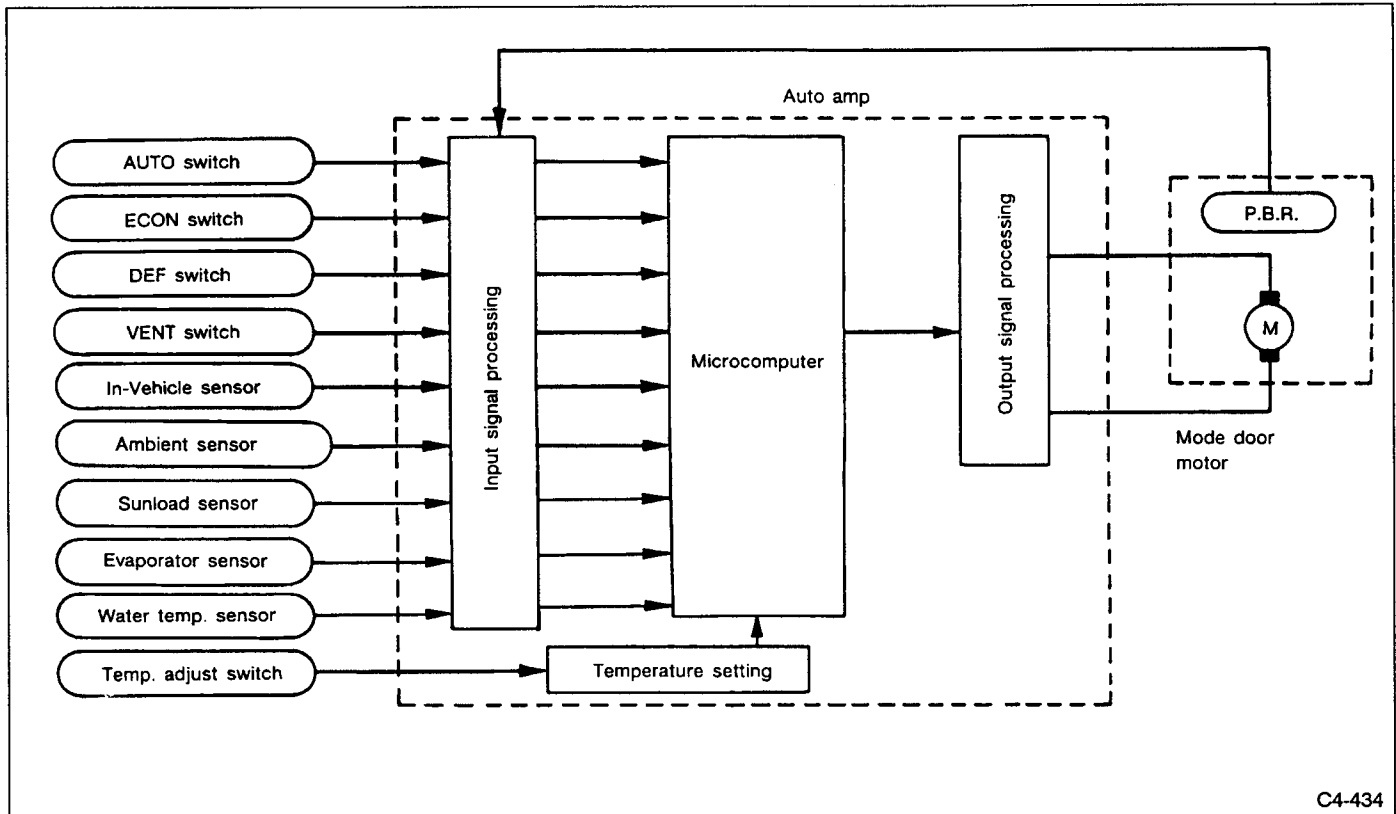 Auto amp
AUTO switch
ECON switch
DEF switch
VENT switch
In-Vehicle sensor
Ambient sensor
Sunload sensor
Evaporator sensor
Water temp. sensor
Temp. adjust switch
Input signal processing
Microcomputer
Temperature setting
Output signal processing
P.B.R.
M
Mode door
motor
C4-434